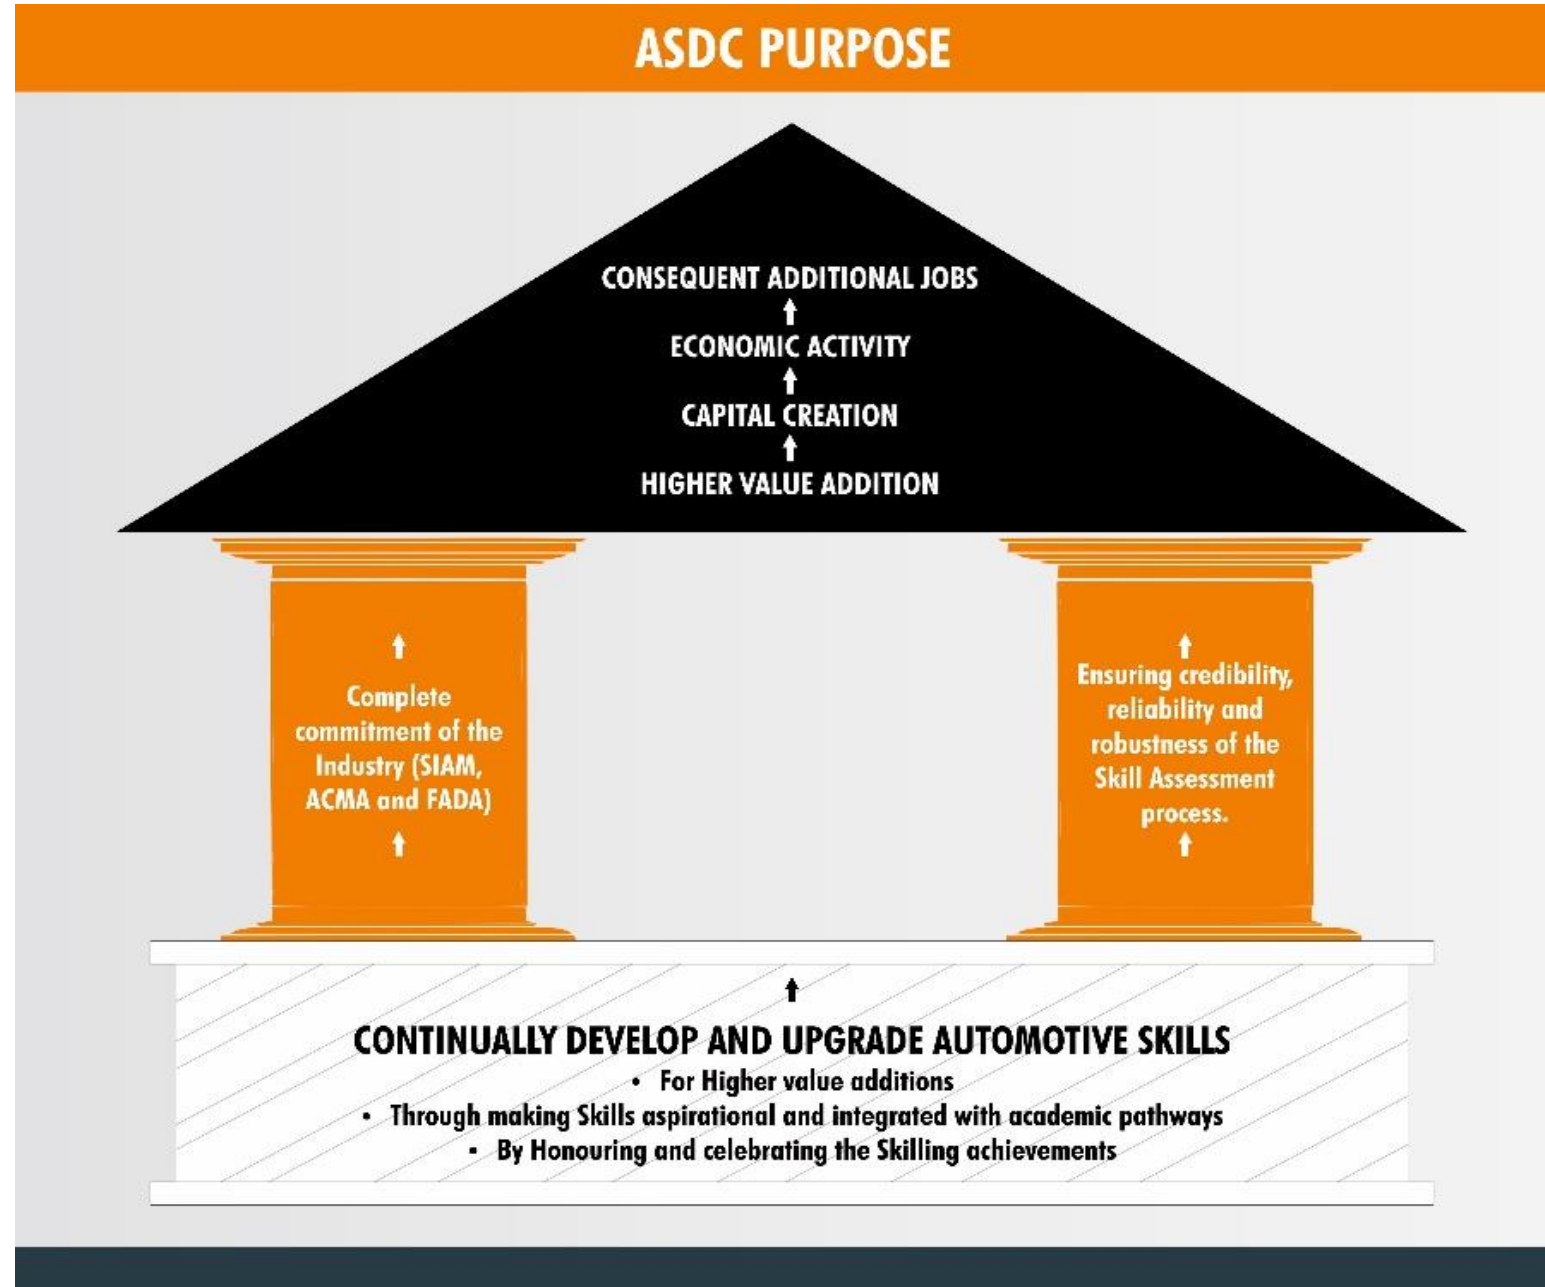 ASDC PURPOSE
CONSEQUENT ADDITIONAL JOBS
ECONOMIC ACTIVITY
CAPITAL CREATION
HIGHER VALUE ADDITION
Complete
commitment of the
Industry (SIAM,
ACMA and FADA)
Ensuring credibility,
reliability and
robustness of the
Skill Assessment
process.
CONTINUALLY DEVELOP AND UPGRADE AUTOMOTIVE SKILLS
• For Higher value additions
• Through making Skills aspirational and integrated with academic pathways
• By Honouring and celebrating the Skilling achievements